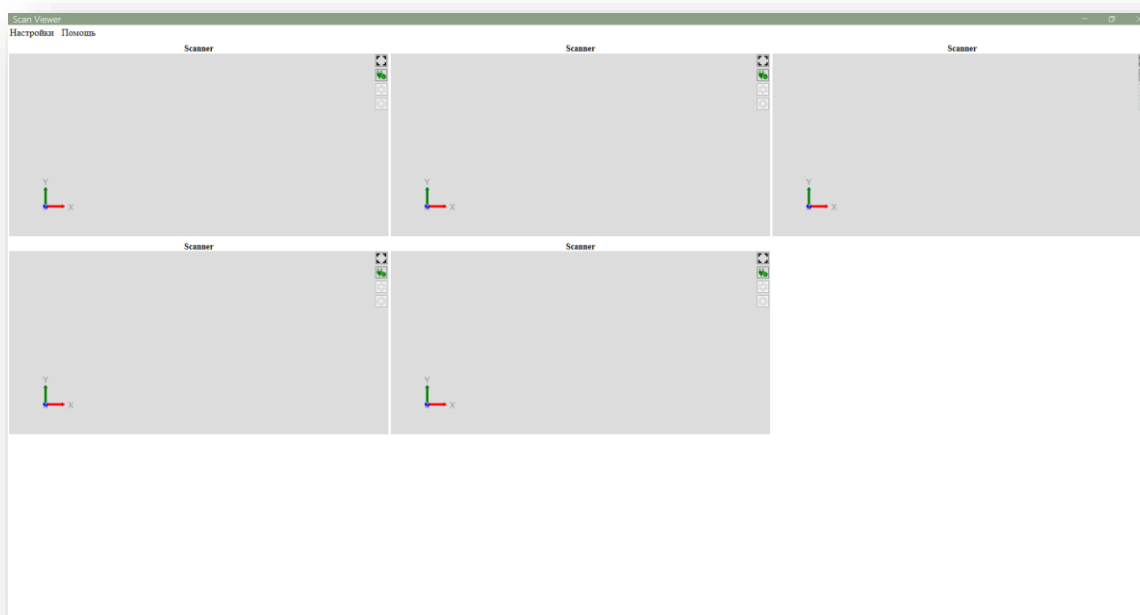 Scan Viewer
Настройки Помощь
Scanner Scanner Scanner
Y Y Y
X X X
Scanner Scanner
Y Y
X X